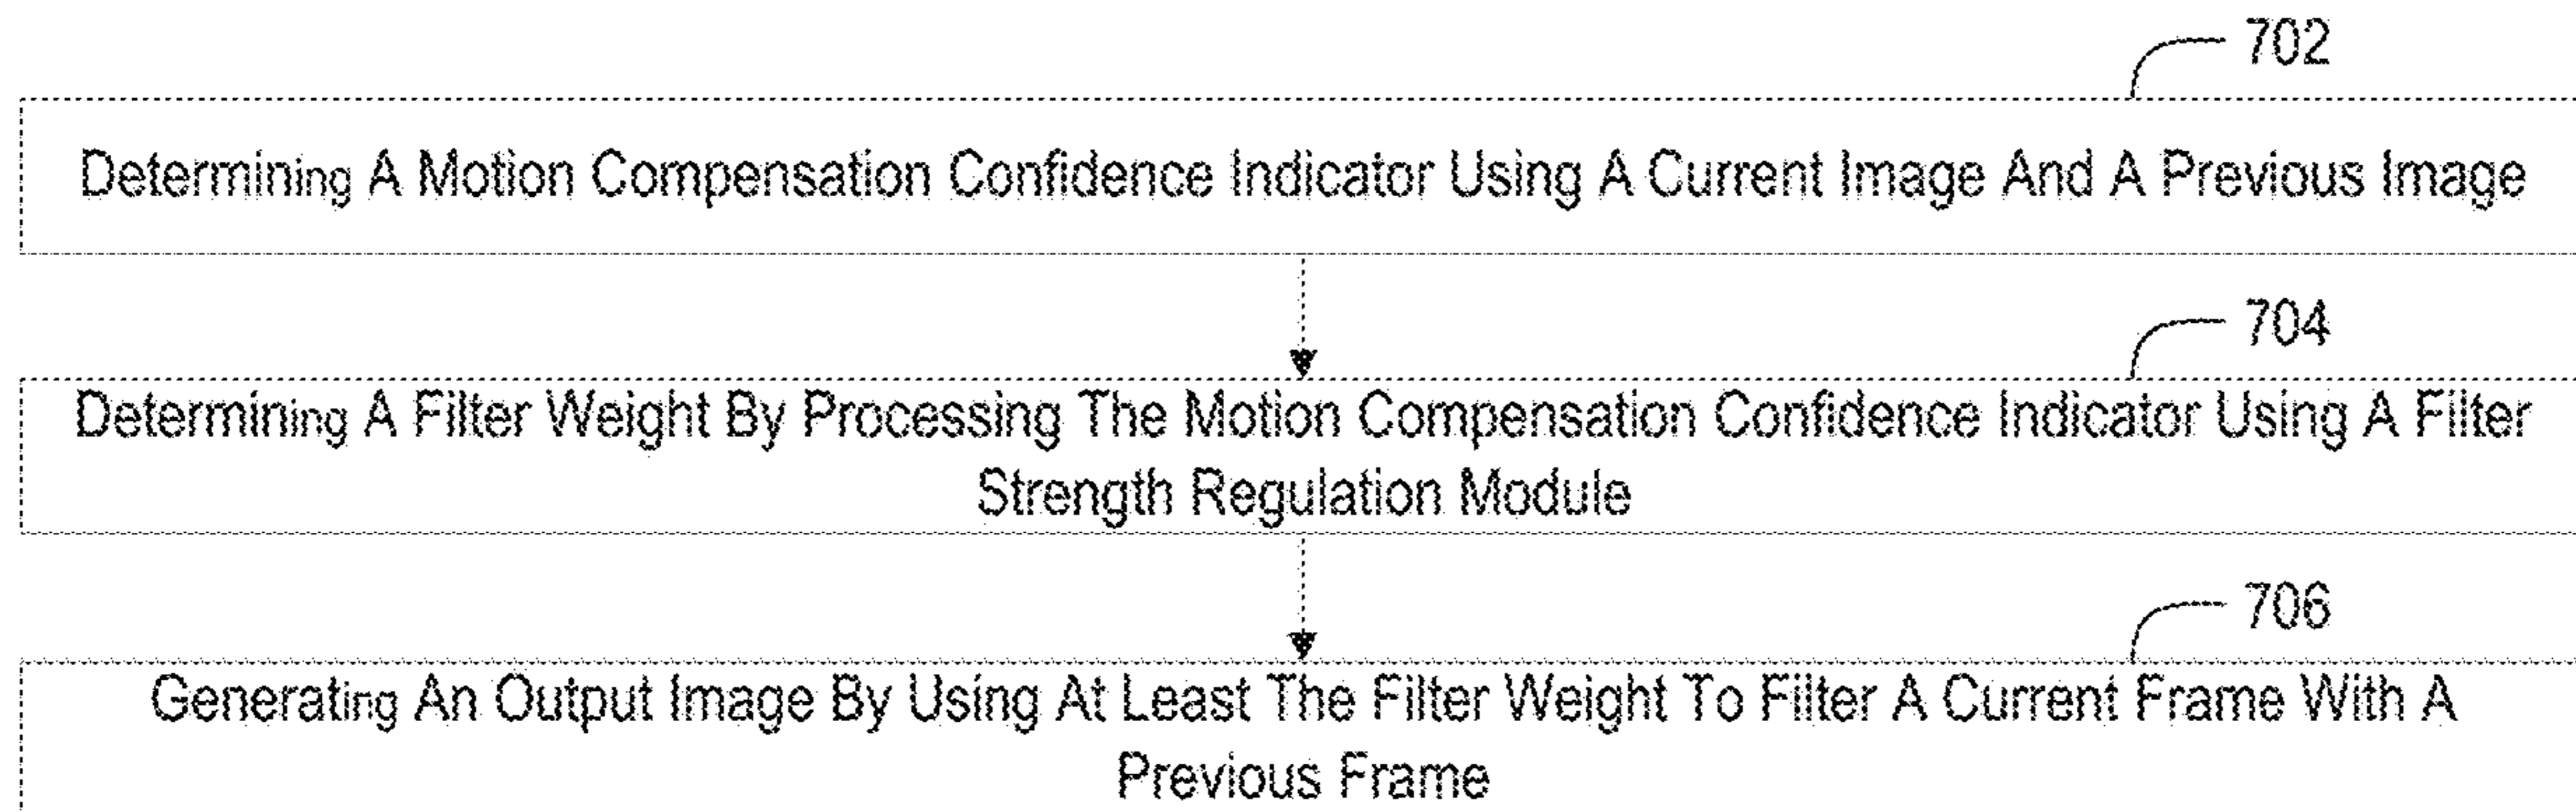 702
Determining A Motion Compensation Confidence Indicator Using A Current Image And A Previous Image
704
Determining A Filter Weight By Processing The Motion Compensation Confidence Indicator Using A Filter
Strength Regulation Module
706
Generating An Output Image By Using At Least The Filter Weight To Filter A Current Frame With A
Previous Frame